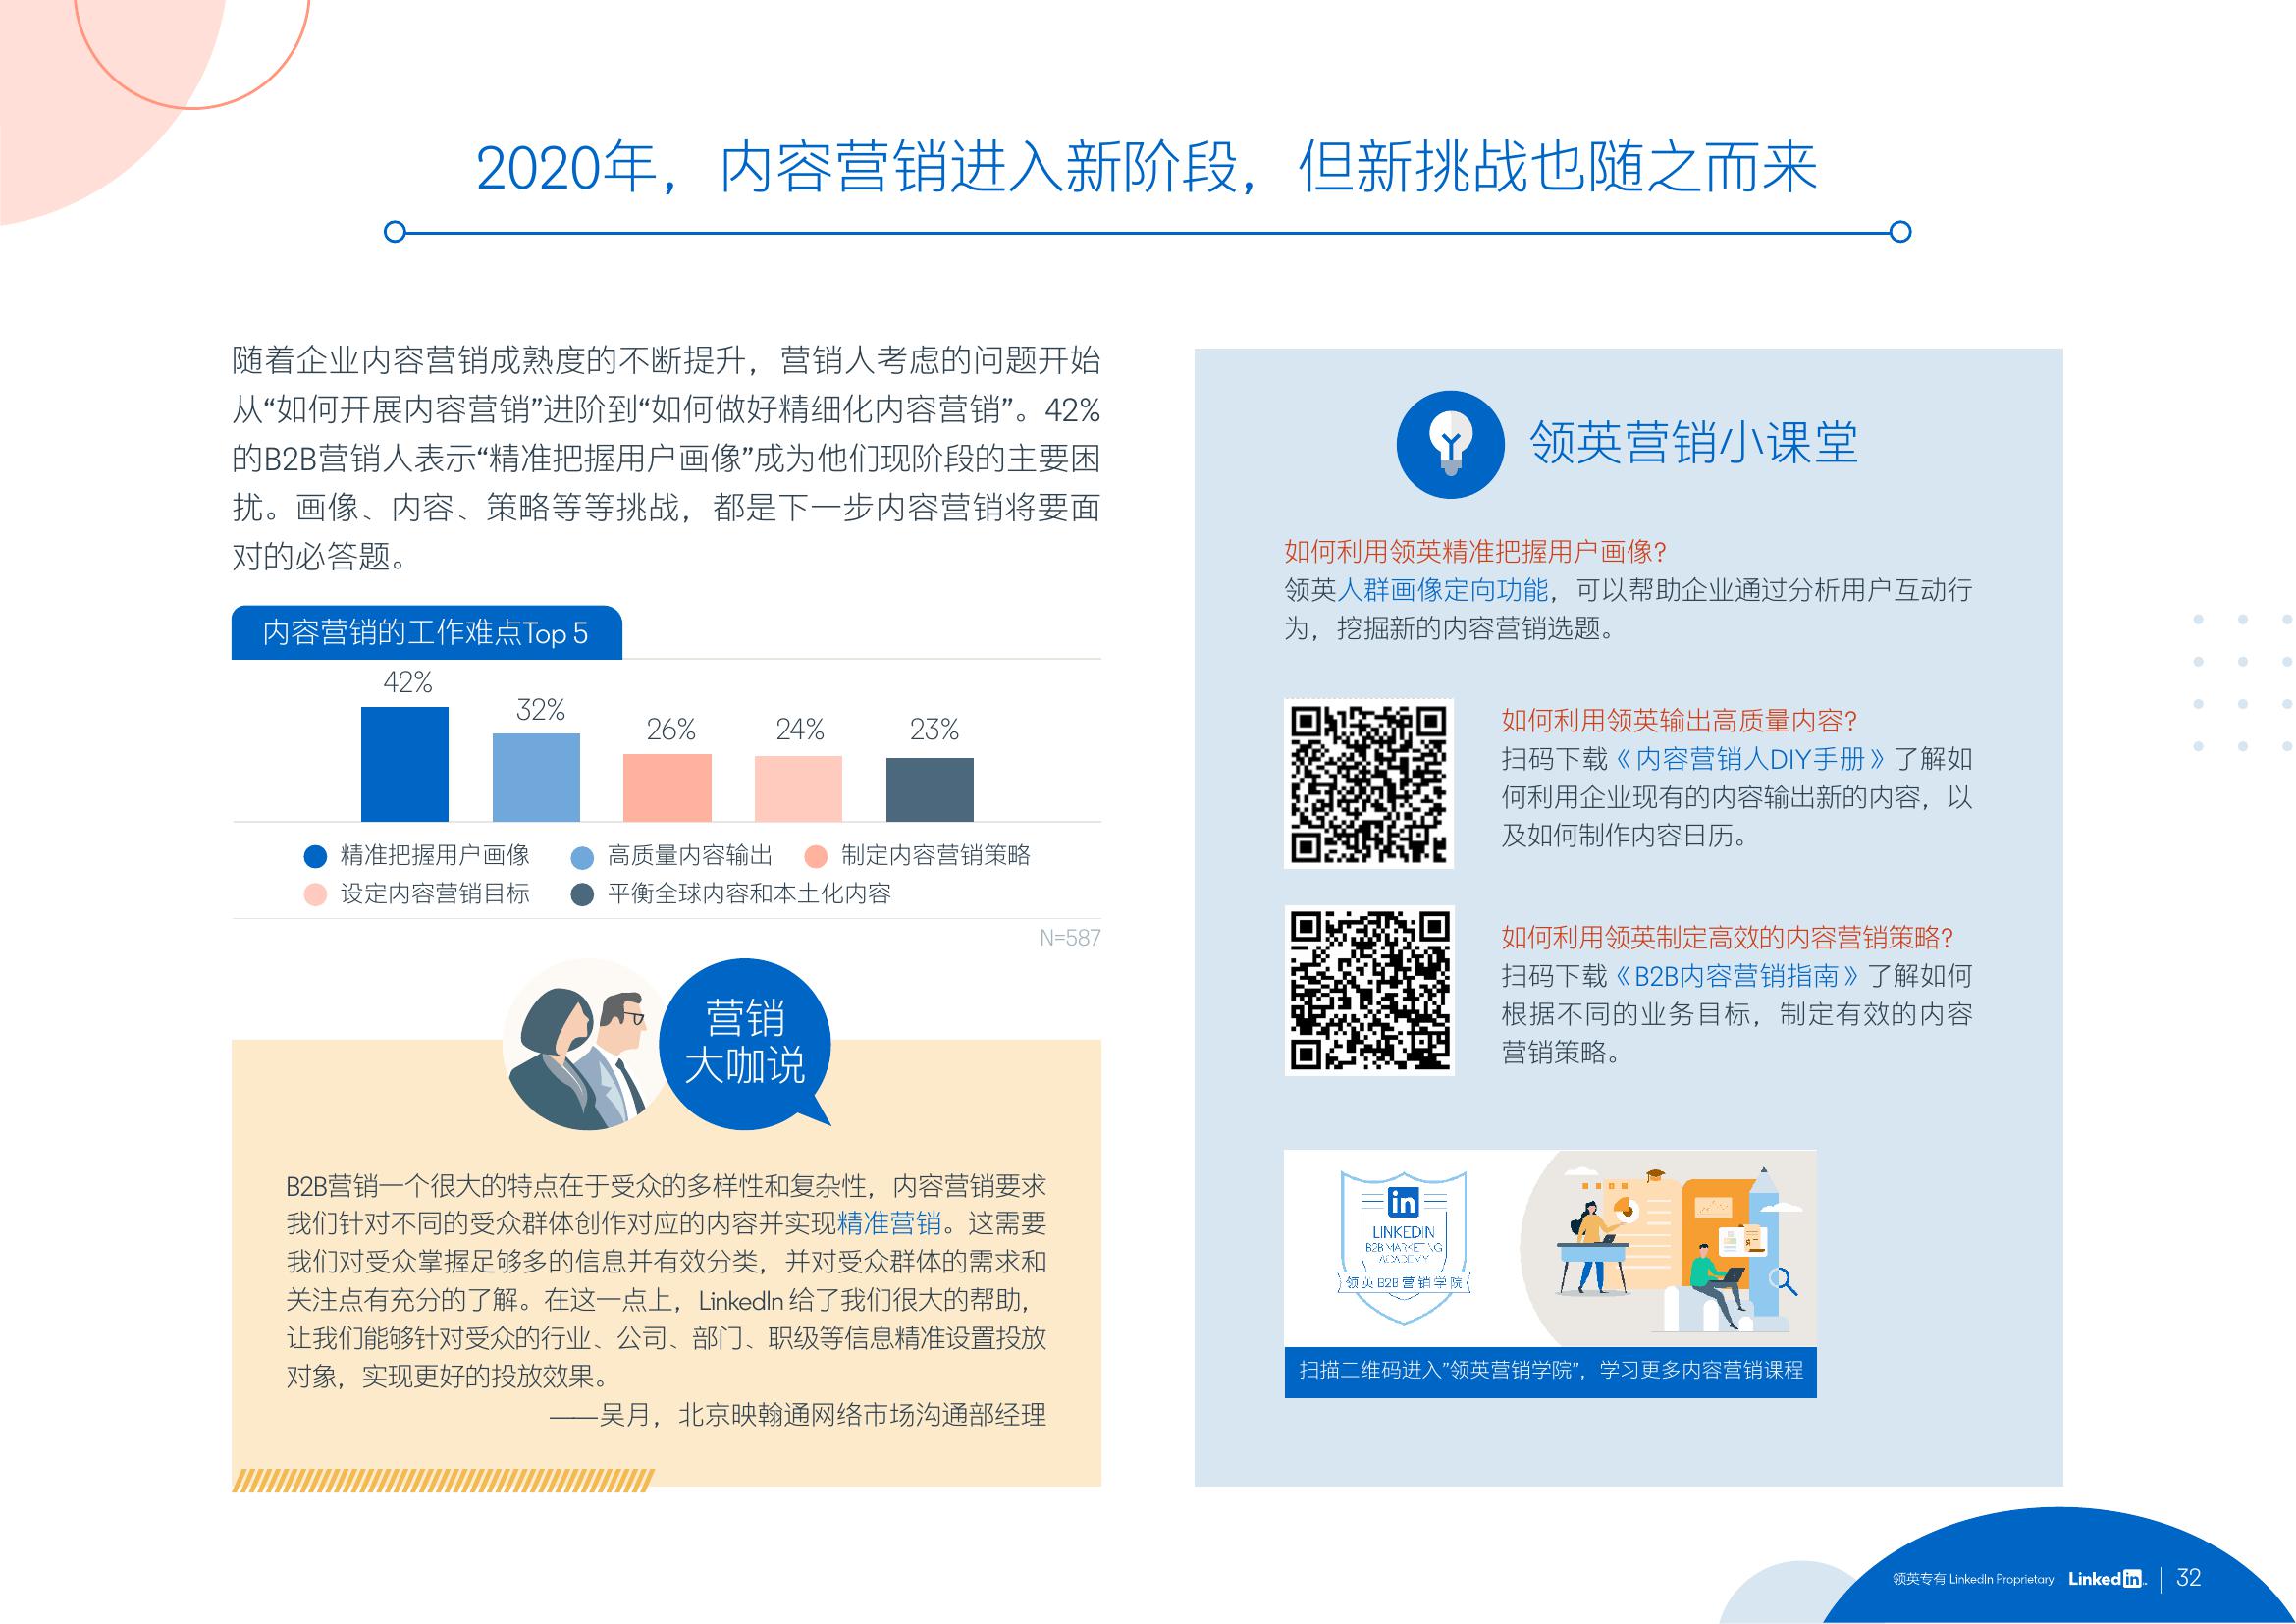 2020年，内容营销进入新阶段，但新挑战也随之而来
随着企业内容营销成熟度的不断提升，营销人考虑的问题开始
从“如何开展内容营销”进阶到“如何做好精细化内容营销”。42%
的B2B营销人表示“精准把握用户画像”成为他们现阶段的主要困
扰。画像、内容、策略等等挑战，都是下一步内容营销将要面
对的必答题。
内容营销的工作难点Top 5
42%
32%
26%
24%
23%
精准把握用户画像
高质量内容输出
制定内容营销策略
设定内容营销目标
平衡全球内容和本土化内容
N=587
营销
大咖说
B2B营销一个很大的特点在于受众的多样性和复杂性，内容营销要求
我们针对不同的受众群体创作对应的内容并实现精准营销。这需要
我们对受众掌握足够多的信息并有效分类，并对受众群体的需求和
关注点有充分的了解。在这一点上，LinkedIn 给了我们很大的帮助，
让我们能够针对受众的行业、公司、部门、职级等信息精准设置投放
对象，实现更好的投放效果。
——吴月，北京映翰通网络市场沟通部经理
领英营销小课堂
如何利用领英精准把握用户画像？
领英人群画像定向功能，可以帮助企业通过分析用户互动行
为，挖掘新的内容营销选题。
如何利用领英输出高质量内容？
扫码下载《内容营销人DIY手册》了解如
何利用企业现有的内容输出新的内容，以
及如何制作内容日历。
如何利用领英制定高效的内容营销策略？
扫码下载《B2B内容营销指南》了解如何
根据不同的业务目标，制定有效的内容
营销策略。
in
LINKEDIN
B2B MARKETING
ACADEMY
领英B2B营销学院
扫描二维码进入”领英营销学院”，学习更多内容营销课程
领英专有 LinkedIn Proprietary LinkedIn 32